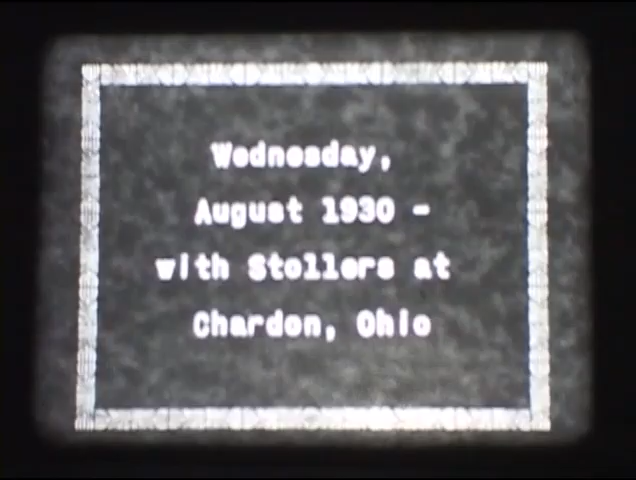 Wednesday,
August 1930 -
with Stollers at
Chardon, Ohio